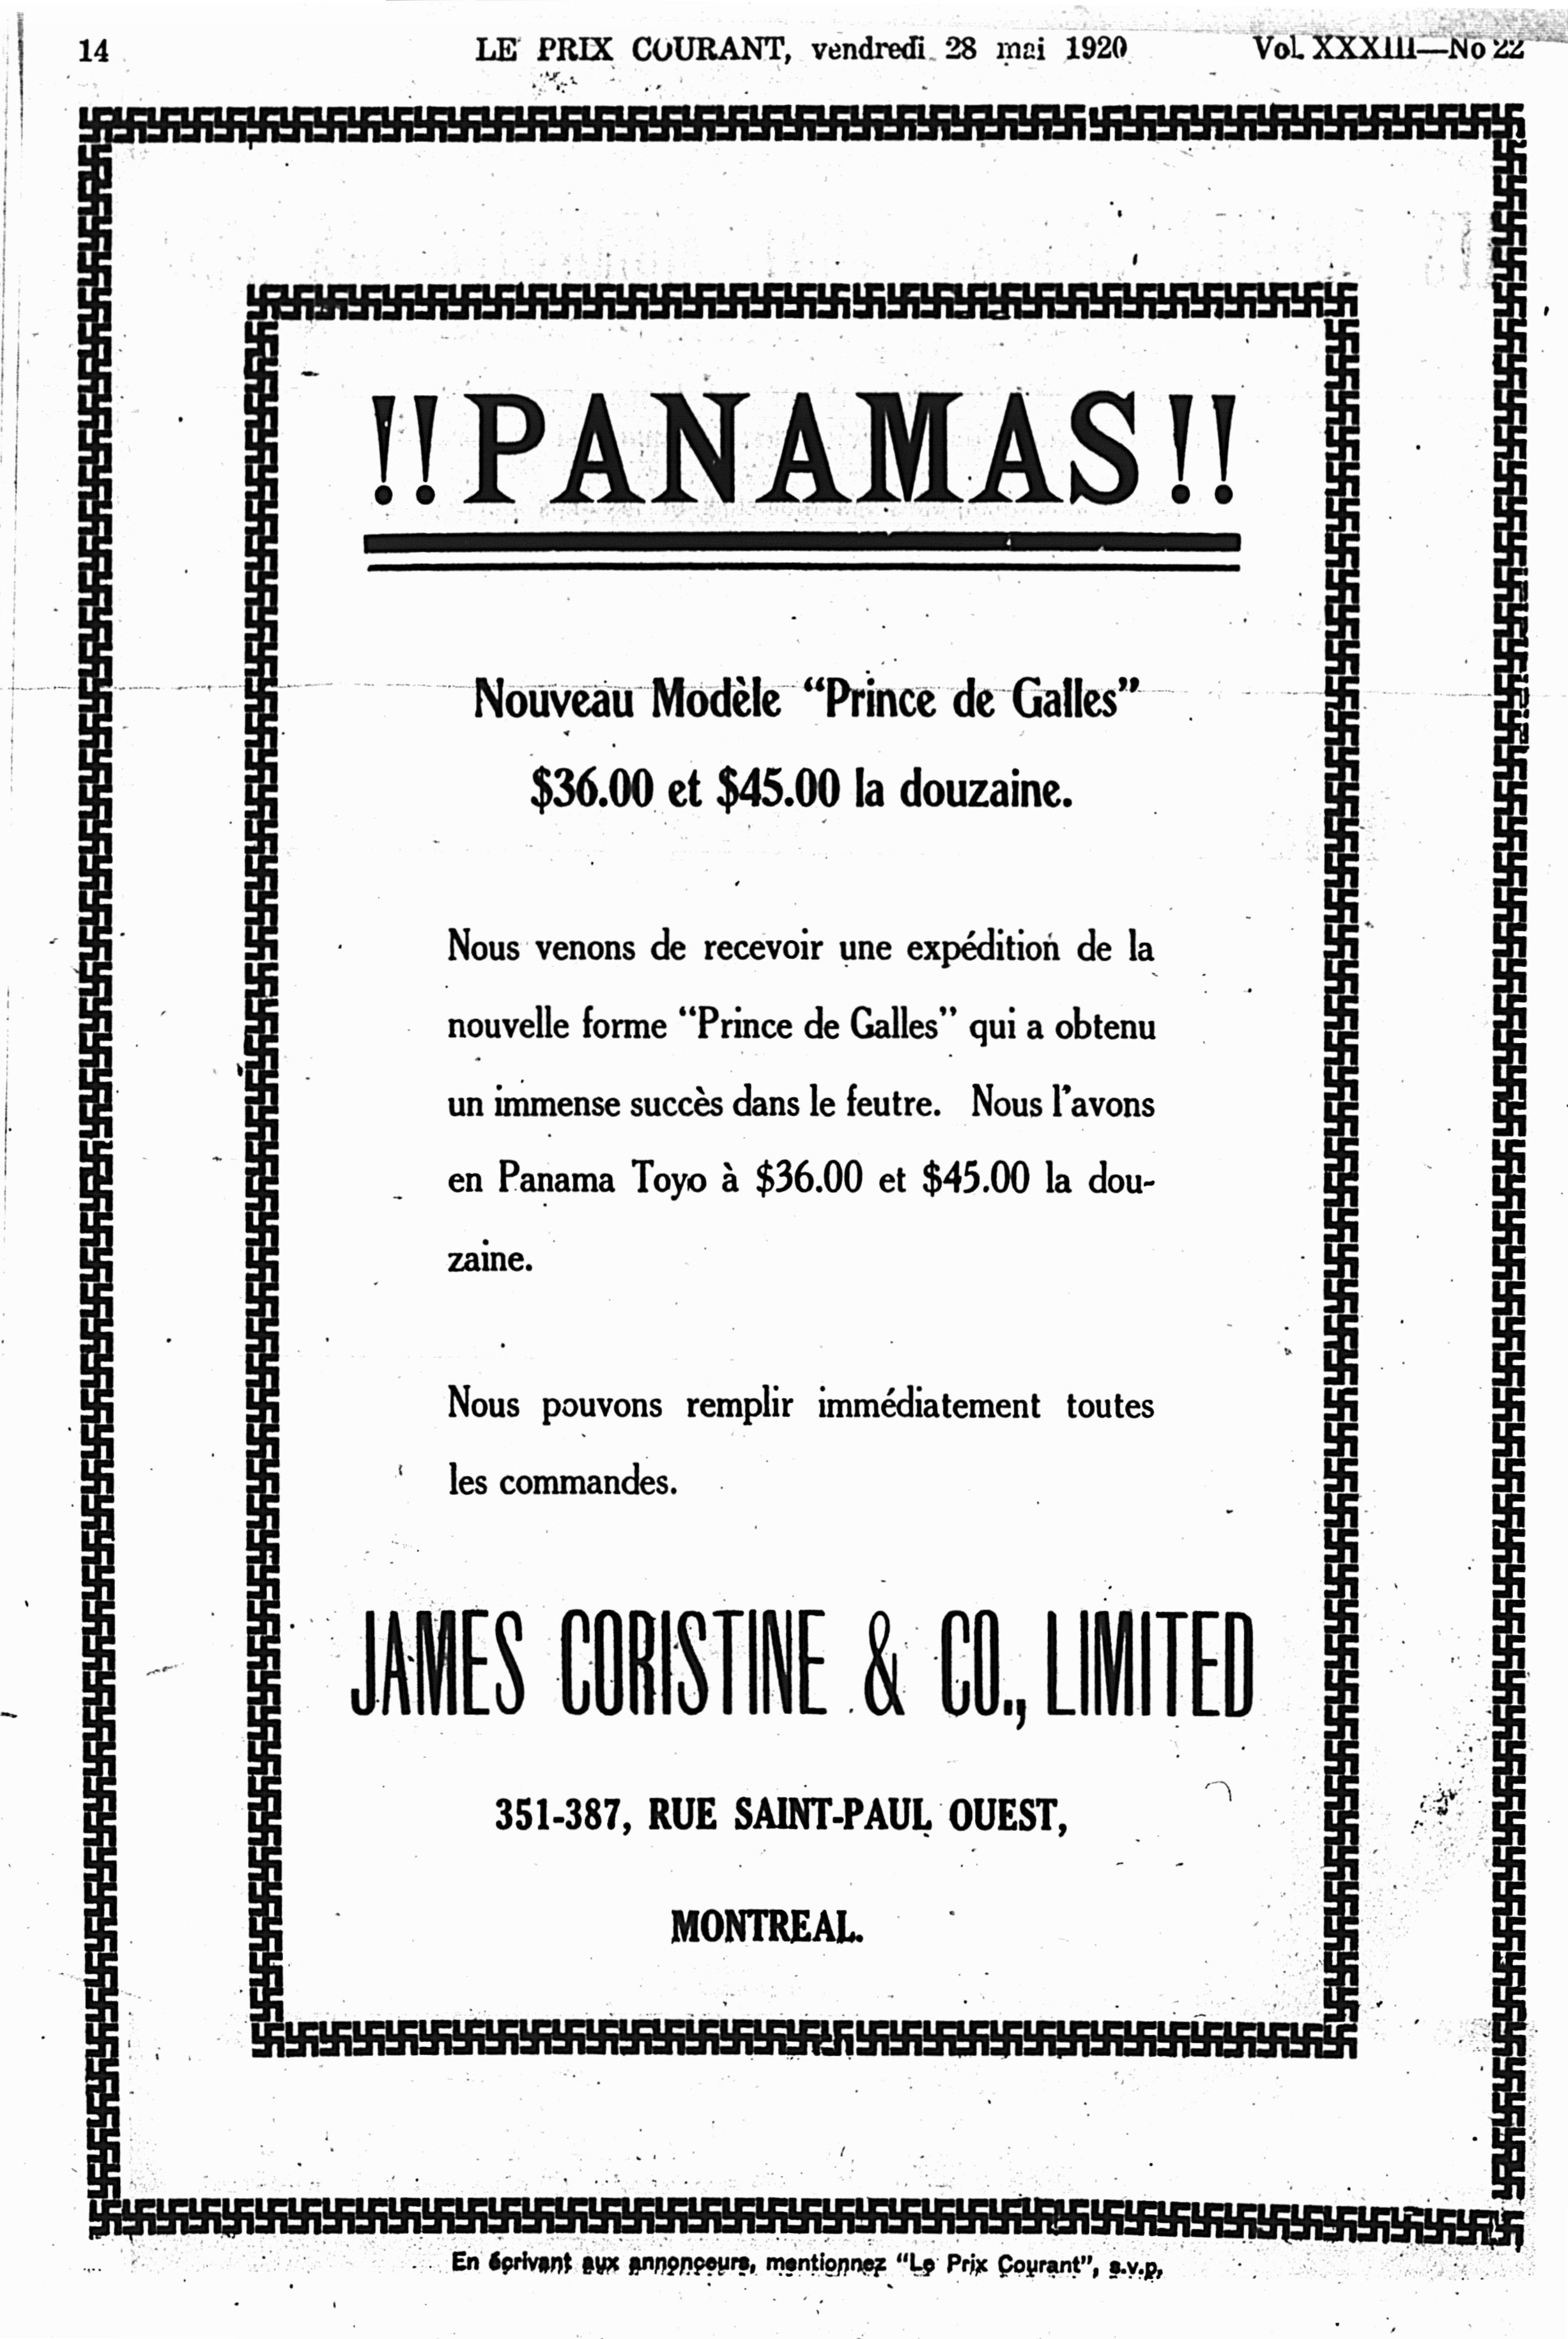 14 LE PRIX COURANT, vendredi 28 mai 1920 Vol. XXXIII—No 22
!!PANAMAS!!
Nouveau Modèle “Prince de Galles”
$36.00 et $45.00 la douzaine.
Nous venons de recevoir une expédition de la
nouvelle forme “Prince de Galles” qui a obtenu
un immense succès dans le feutre. Nous l'avons
en Panama Toyo à $36.00 et $45.00 la dou-
zaine.
Nous pouvons remplir immédiatement toutes
les commandes.
JAMES CORISTINE & CO., LIMITED
351-387, RUE SAINT-PAUL OUEST,
MONTREAL.
En écrivant aux annonceurs, mentionnez “Le Prix Courant”, s.v.p.